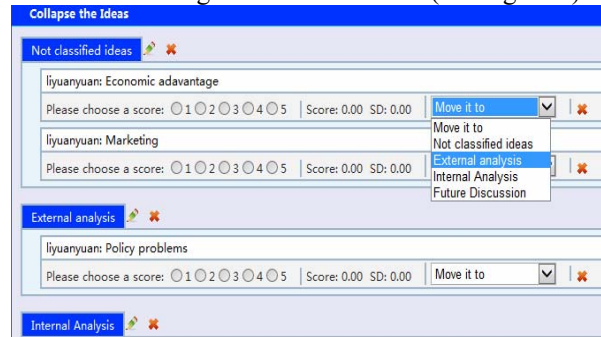 Collapse the Ideas
Not classified ideas
liyuanyuan: Economic adavantage
Please choose a score: 1 2 3 4 5 Score: 0.00 SD: 0.00 Move it to
Move it to
Not classified ideas
External analysis
Internal Analysis
Future Discussion
liyuanyuan: Marketing
Please choose a score: 1 2 3 4 5 Score: 0.00 SD: 0.00
External analysis
liyuanyuan: Policy problems
Please choose a score: 1 2 3 4 5 Score: 0.00 SD: 0.00 Move it to
Internal Analysis